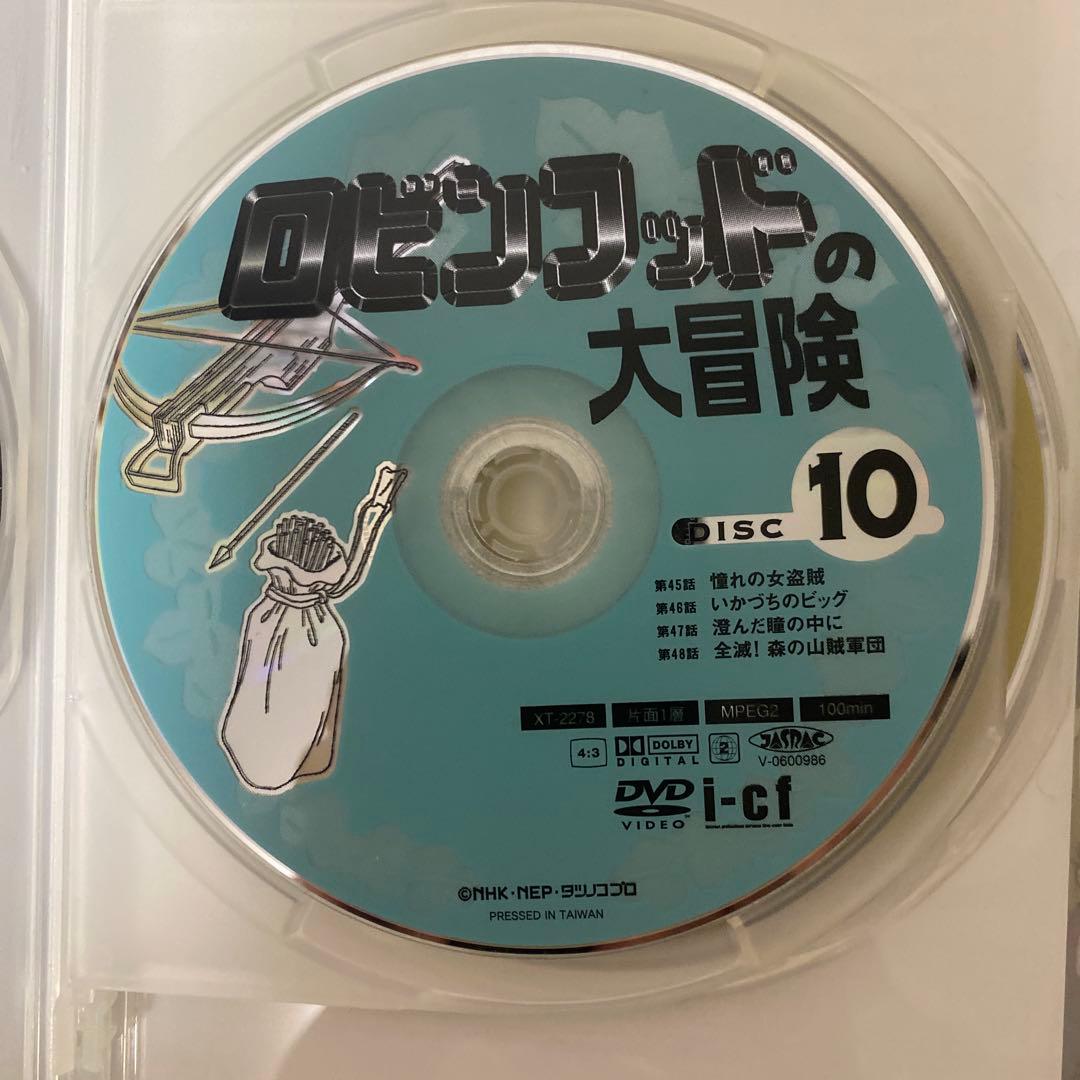 ロビンフッドの
大冒険
DISC 10
第45話 憧れの女盗賊
第46話 いかづちのビッグ
第47話 澄んだ瞳の中に
第48話 全滅!森の山賊軍団
XT-2278 片面1層 MPEG2 100min
4:3 DOLBY DIGITAL 2 JASRAC
V-0600986
DVD VIDEO i-cf
©NHK・NEP・タツノコプロ
PRESSED IN TAIWAN